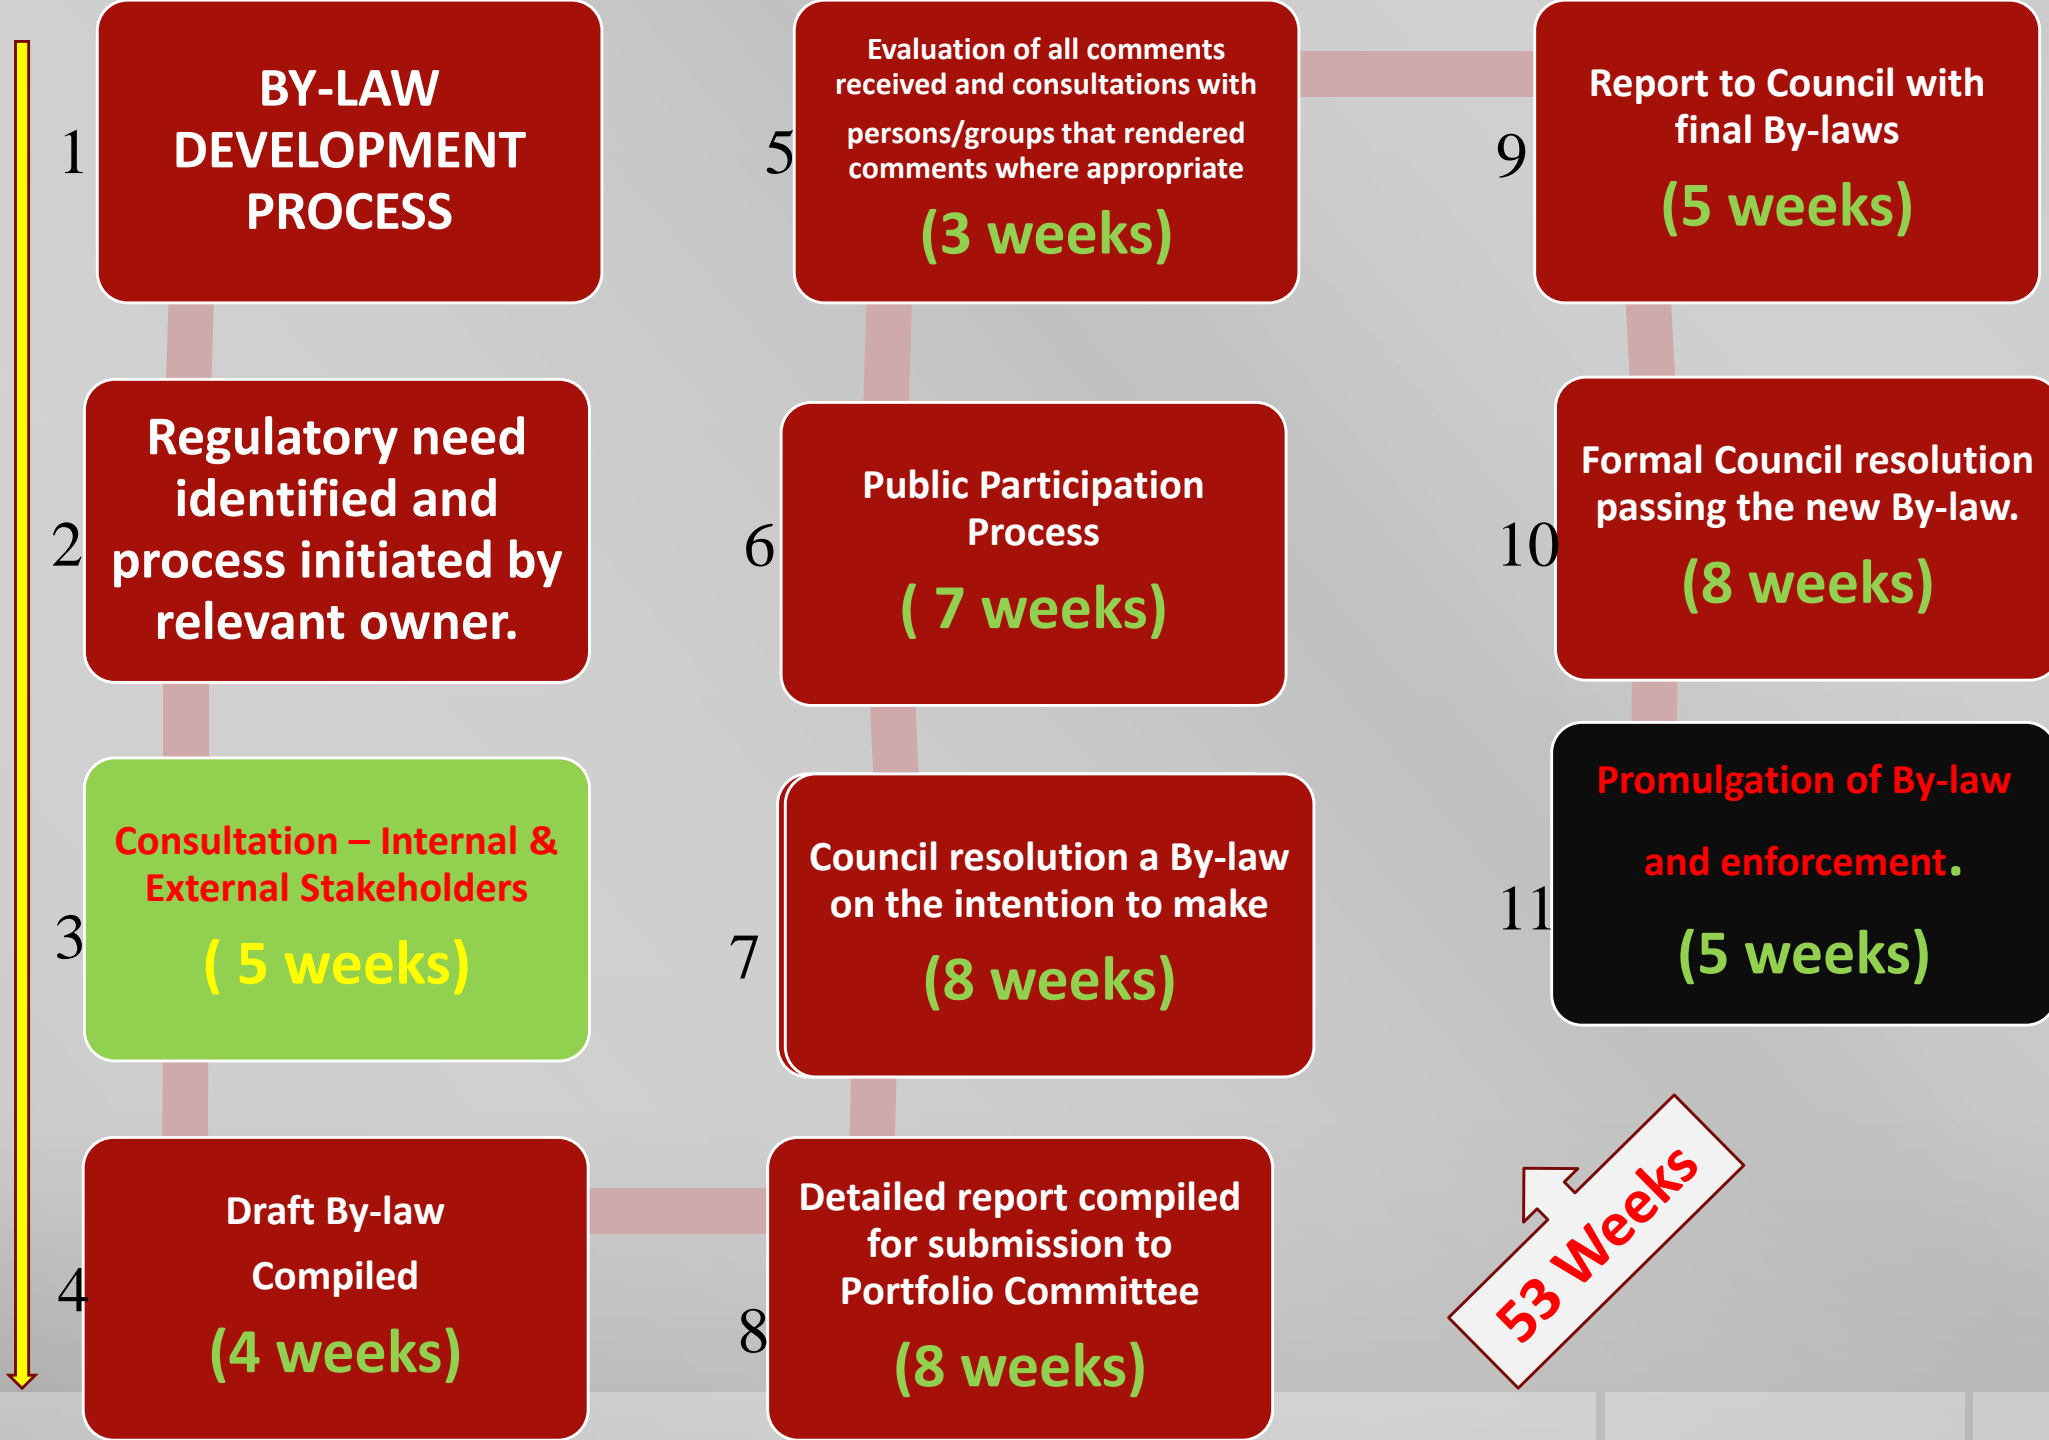 1
BY-LAW
DEVELOPMENT
PROCESS
2
Regulatory need
identified and
process initiated by
relevant owner.
3
Consultation – Internal &
External Stakeholders
( 5 weeks)
4
Draft By-law
Compiled
(4 weeks)
5
Evaluation of all comments
received and consultations with
persons/groups that rendered
comments where appropriate
(3 weeks)
6
Public Participation
Process
( 7 weeks)
7
Council resolution a By-law
on the intention to make
(8 weeks)
8
Detailed report compiled
for submission to
Portfolio Committee
(8 weeks)
9
Report to Council with
final By-laws
(5 weeks)
10
Formal Council resolution
passing the new By-law.
(8 weeks)
11
Promulgation of By-law
and enforcement.
(5 weeks)
53 Weeks